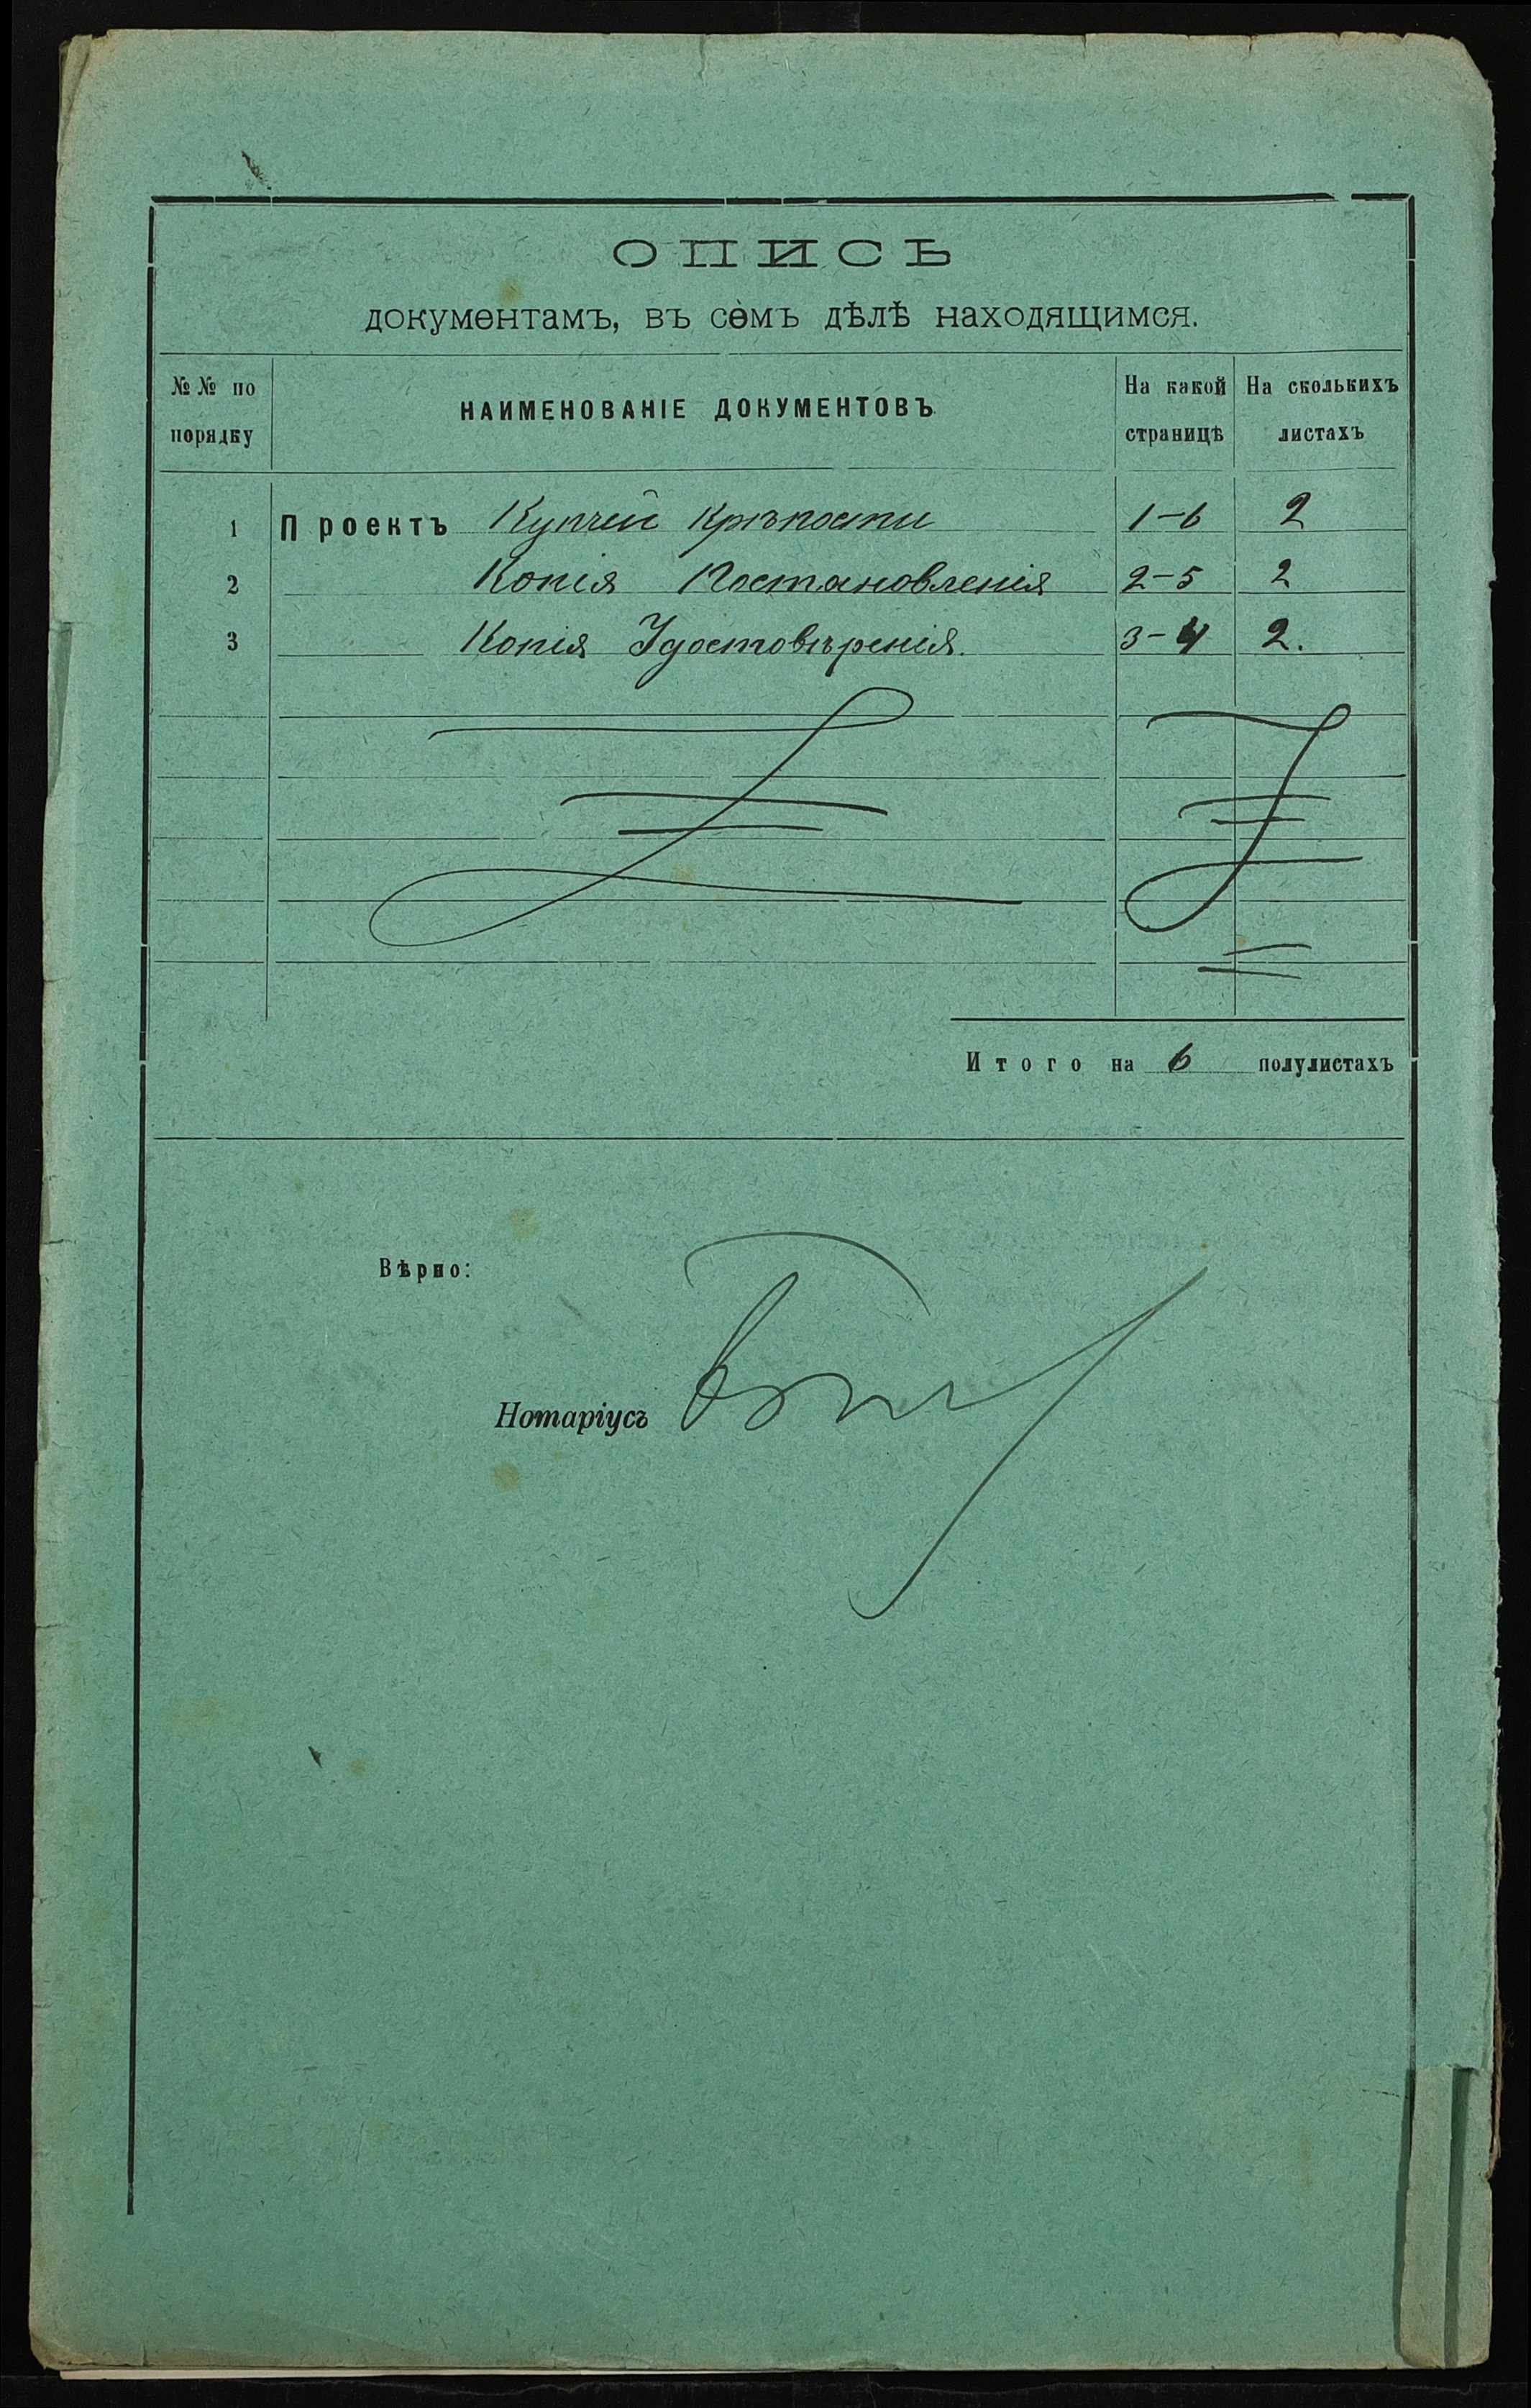 ОПИСЬ
документамъ, въ семъ дѣлѣ находящимся.
№№ по порядку НАИМЕНОВАНІЕ ДОКУМЕНТОВЪ На какой страницѣ На сколькихъ листахъ
1 Проектъ Купчей Крѣпости 1-6 2
2 Копія Постановленія 2-5 2
3 Копія Удостовѣренія. 3-4 2.
Итого на 6 полулистахъ
Вѣрно:
Нотаріусъ